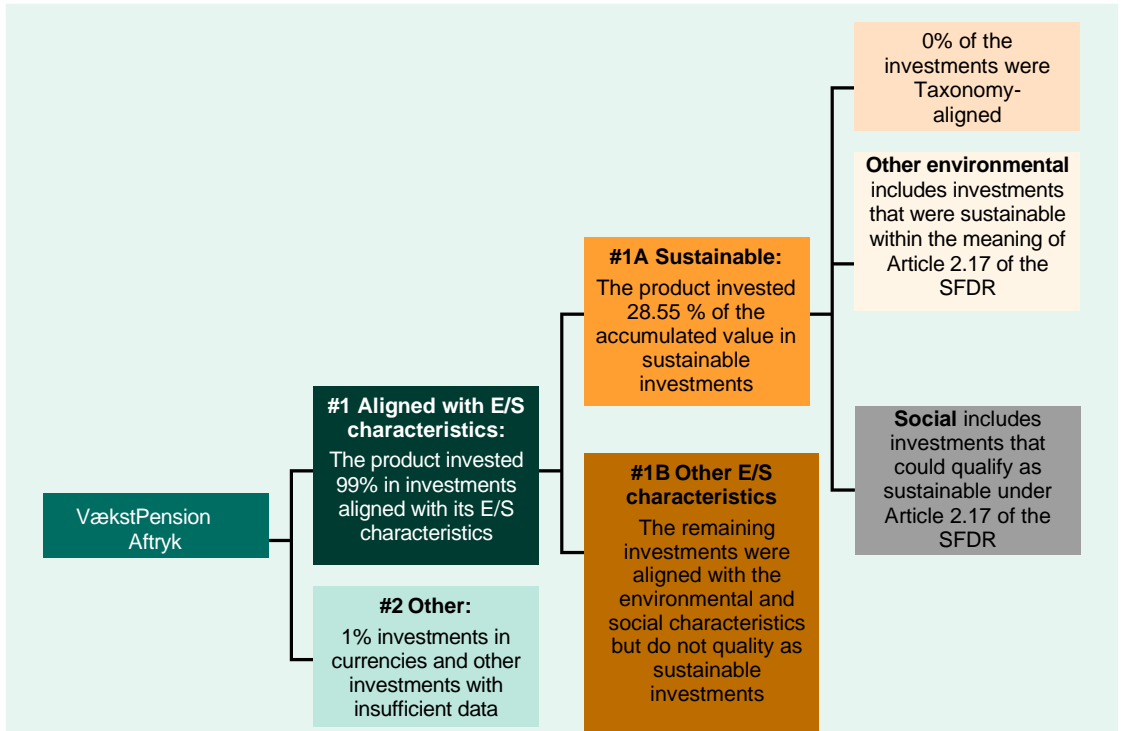 VækstPension
Aftryk
#1 Aligned with E/S
characteristics:
The product invested
99% in investments
aligned with its E/S
characteristics
#2 Other:
1% investments in
currencies and other
investments with
insufficient data
#1A Sustainable:
The product invested
28.55 % of the
accumulated value in
sustainable
investments
#1B Other E/S
characteristics
The remaining
investments were
aligned with the
environmental and
social characteristics
but do not quality as
sustainable
investments
0% of the
investments were
Taxonomy-
aligned
Other environmental
includes investments
that were sustainable
within the meaning of
Article 2.17 of the
SFDR
Social includes
investments that
could qualify as
sustainable under
Article 2.17 of the
SFDR